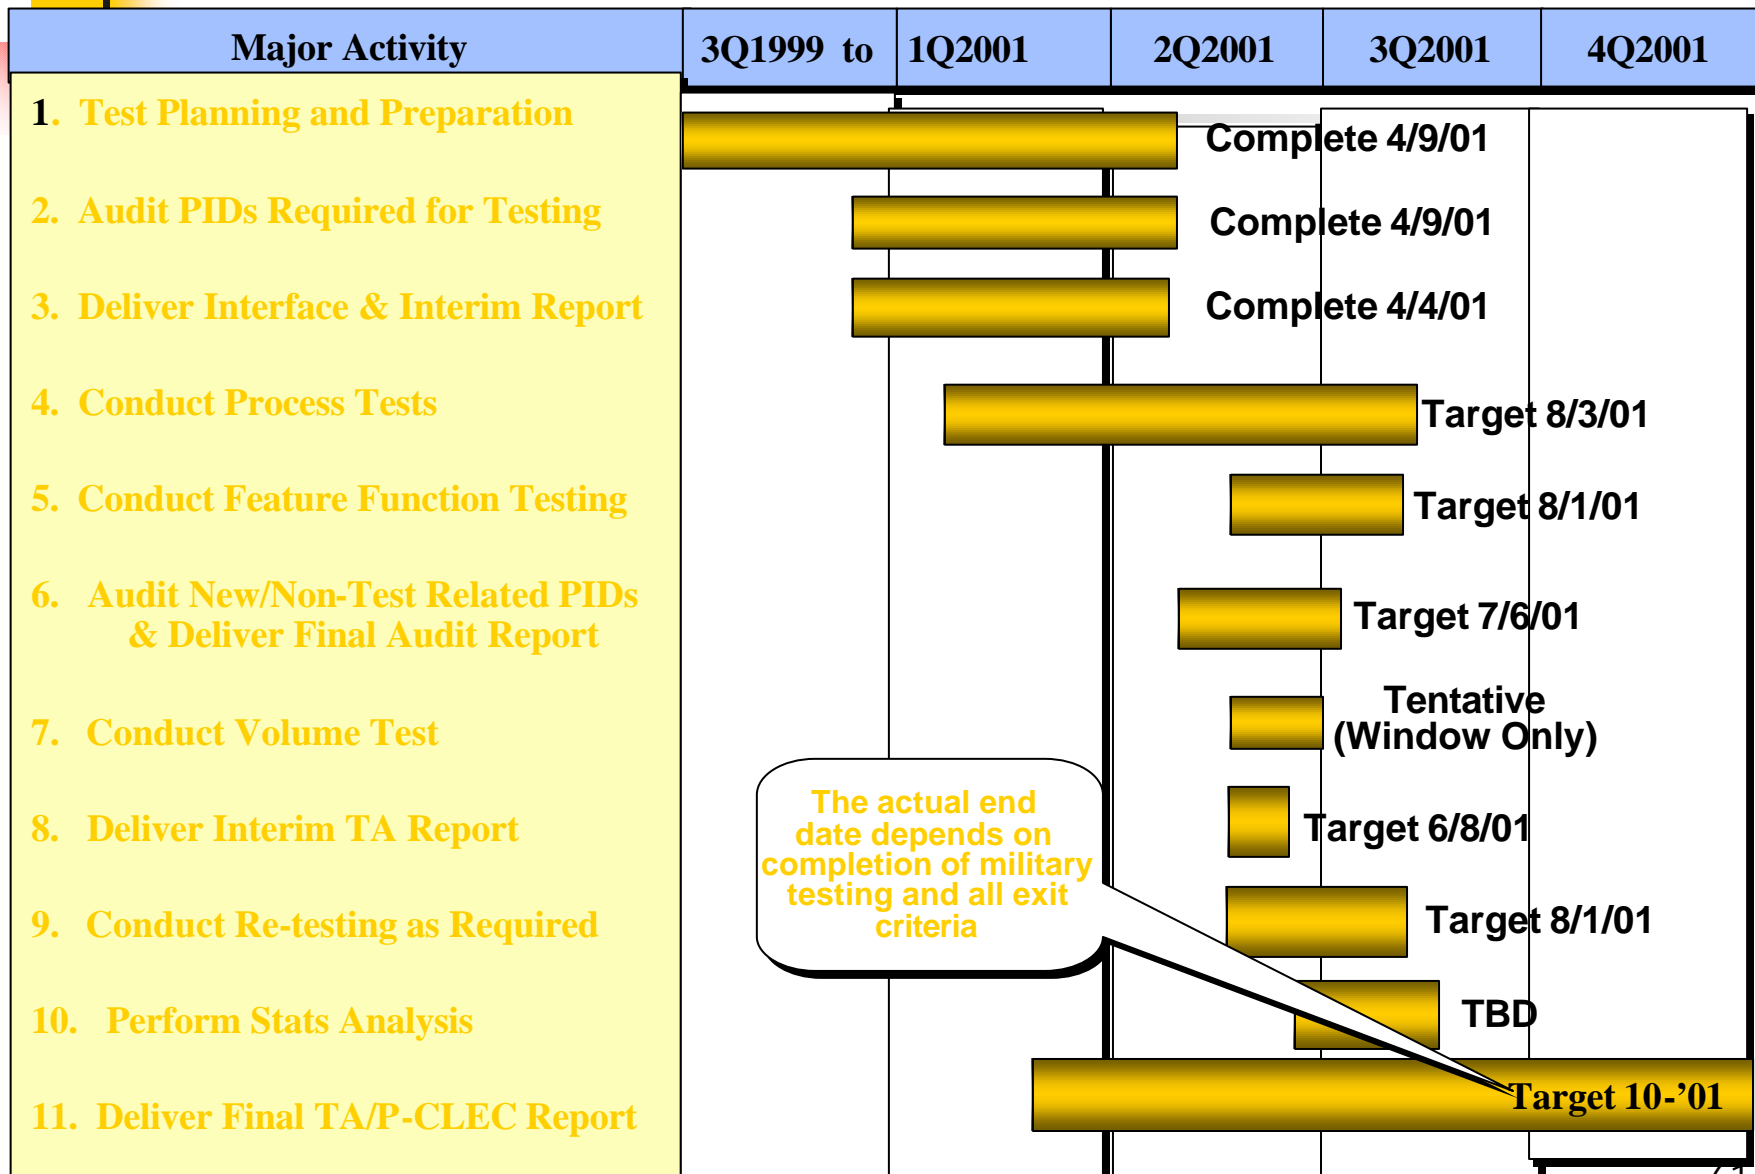 Major Activity
3Q1999 to
1Q2001
2Q2001
3Q2001
4Q2001
1. Test Planning and Preparation
Complete 4/9/01
2. Audit PIDs Required for Testing
Complete 4/9/01
3. Deliver Interface & Interim Report
Complete 4/4/01
4. Conduct Process Tests
Target 8/3/01
5. Conduct Feature Function Testing
Target 8/1/01
6. Audit New/Non-Test Related PIDs
& Deliver Final Audit Report
Target 7/6/01
7. Conduct Volume Test
Tentative
(Window Only)
8. Deliver Interim TA Report
Target 6/8/01
The actual end
date depends on
completion of military
testing and all exit
criteria
9. Conduct Re-testing as Required
Target 8/1/01
10. Perform Stats Analysis
TBD
11. Deliver Final TA/P-CLEC Report
Target 10-’01